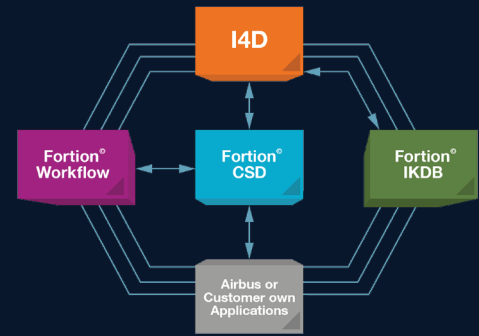 I4D
Fortion©
Workflow
Fortion©
CSD
Fortion©
IKDB
Airbus or
Customer own
Applications